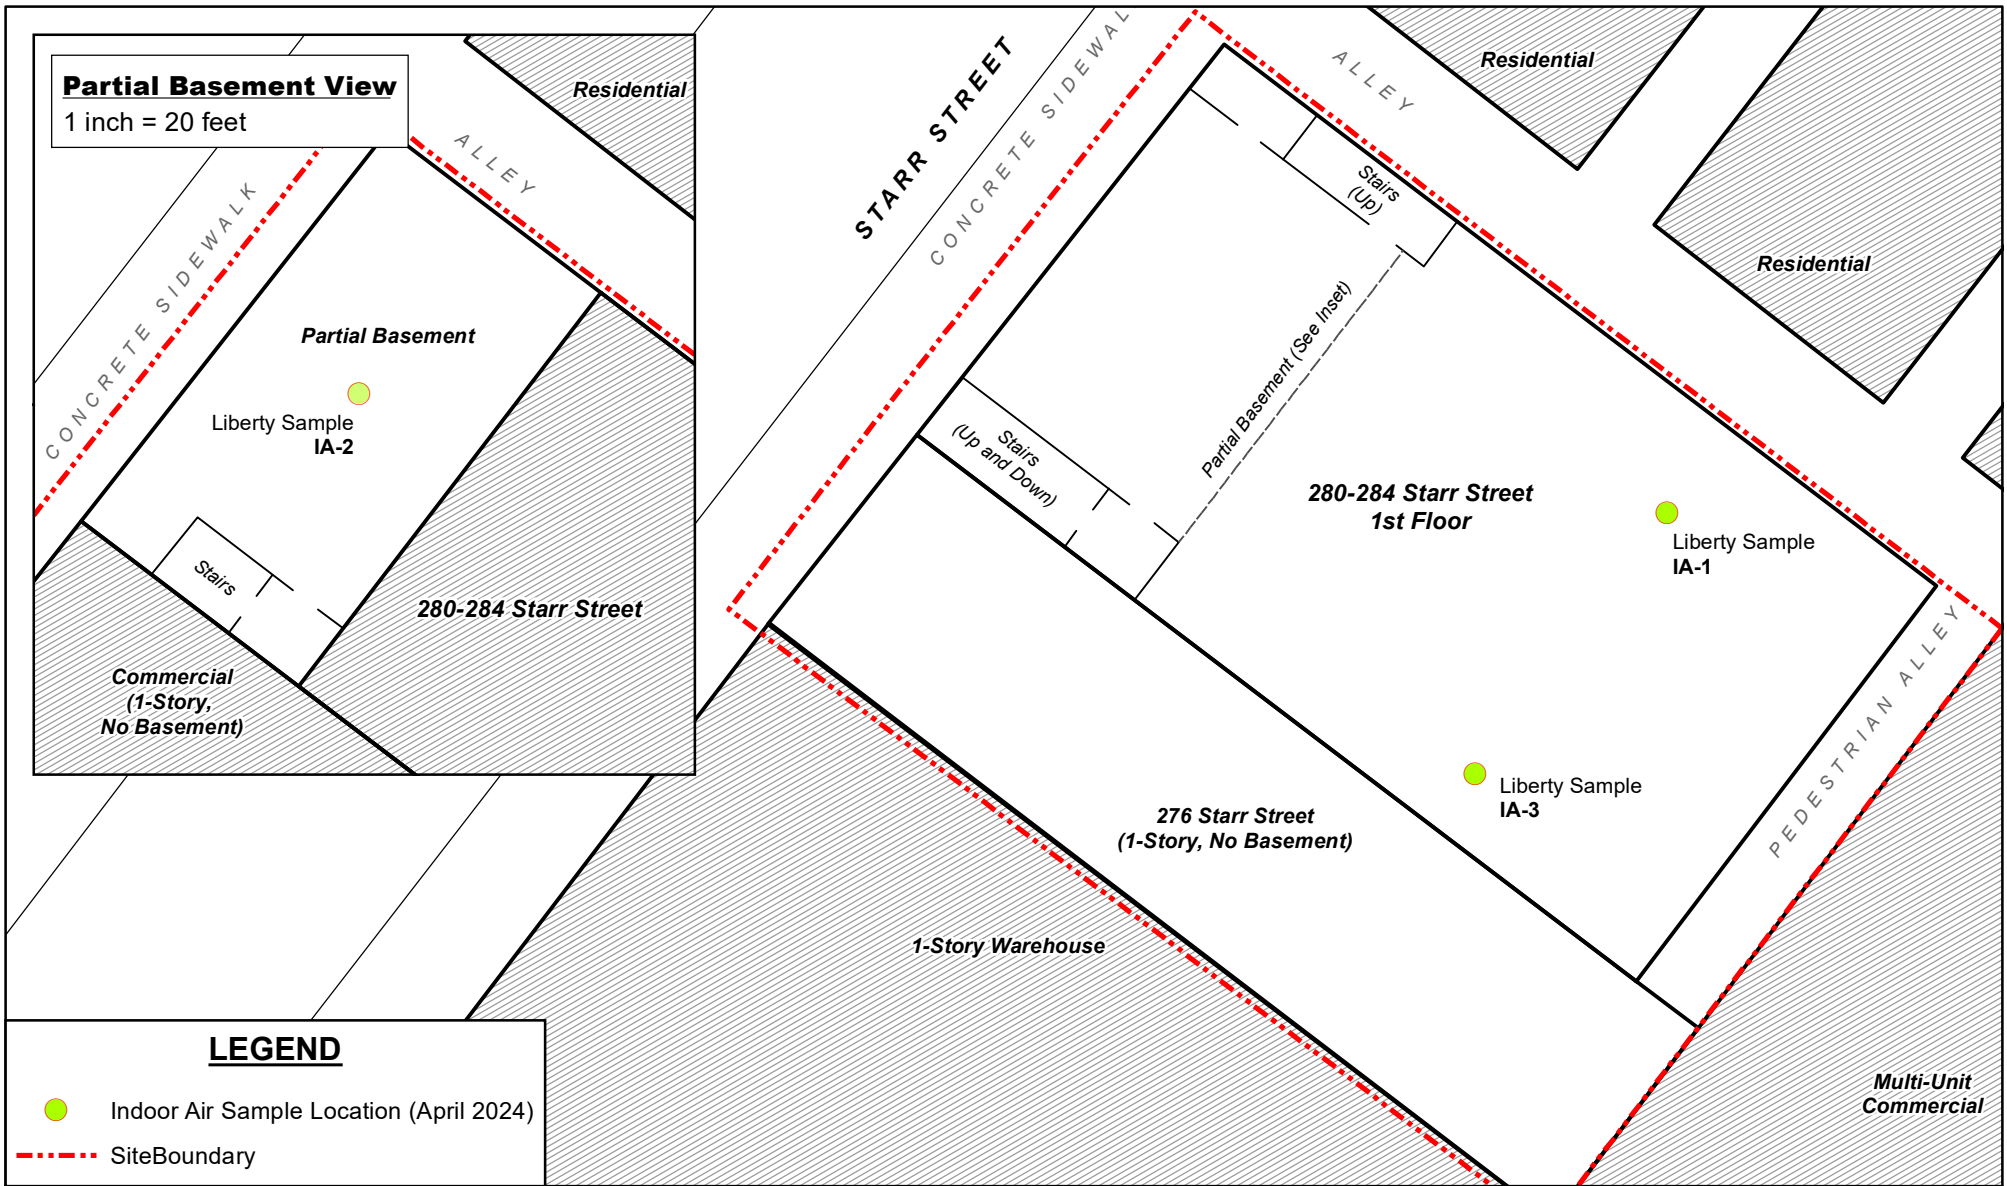 Partial Basement View
1 inch = 20 feet
Residential
ALLEY
CONCRETE SIDEWALK
Partial Basement
Liberty Sample
IA-2
Stairs
280-284 Starr Street
Commercial
(1-Story,
No Basement)
STARR STREET
CONCRETE SIDEWAL
ALLEY
Residential
Residential
Stairs
(Up)
Partial Basement (See Inset)
Stairs
(Up and Down)
280-284 Starr Street
1st Floor
Liberty Sample
IA-1
Liberty Sample
IA-3
PEDESTRIAN ALLEY
276 Starr Street
(1-Story, No Basement)
1-Story Warehouse
Multi-Unit
Commercial
LEGEND
Indoor Air Sample Location (April 2024)
SiteBoundary